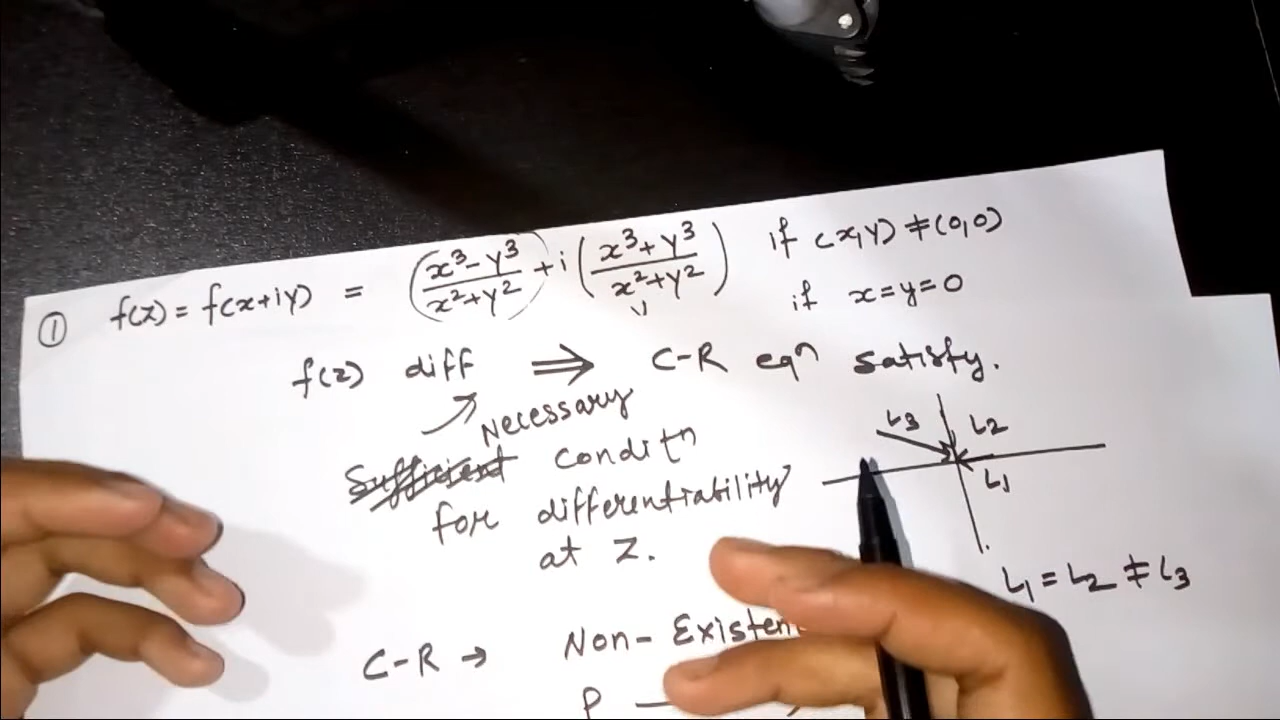 ① f(z) = f(x+iy) = (x³-y³/x²+y²) + i (x³+y³/x²+y²) if (x,y) ≠ (0,0)
if x=y=0
f(z) diff ⇒ C-R eqn satisfy.
Necessary
Sufficient conditn
for differentiability
at Z.
L3 L2
L1
L1 = L2 ≠ L3
C-R → Non-Existen
P —